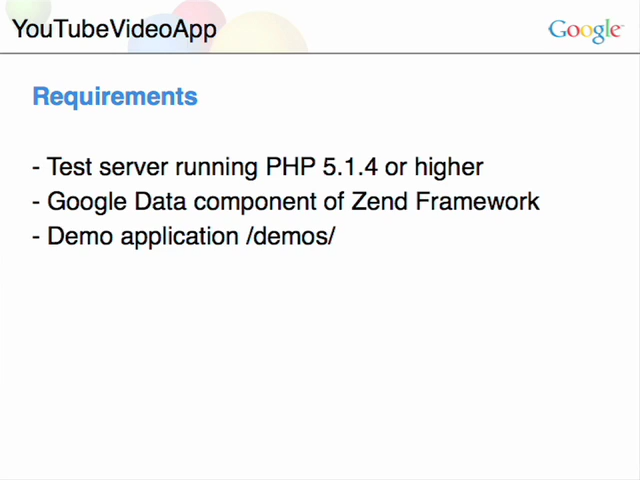 YouTubeVideoApp
Google
Requirements
- Test server running PHP 5.1.4 or higher
- Google Data component of Zend Framework
- Demo application /demos/